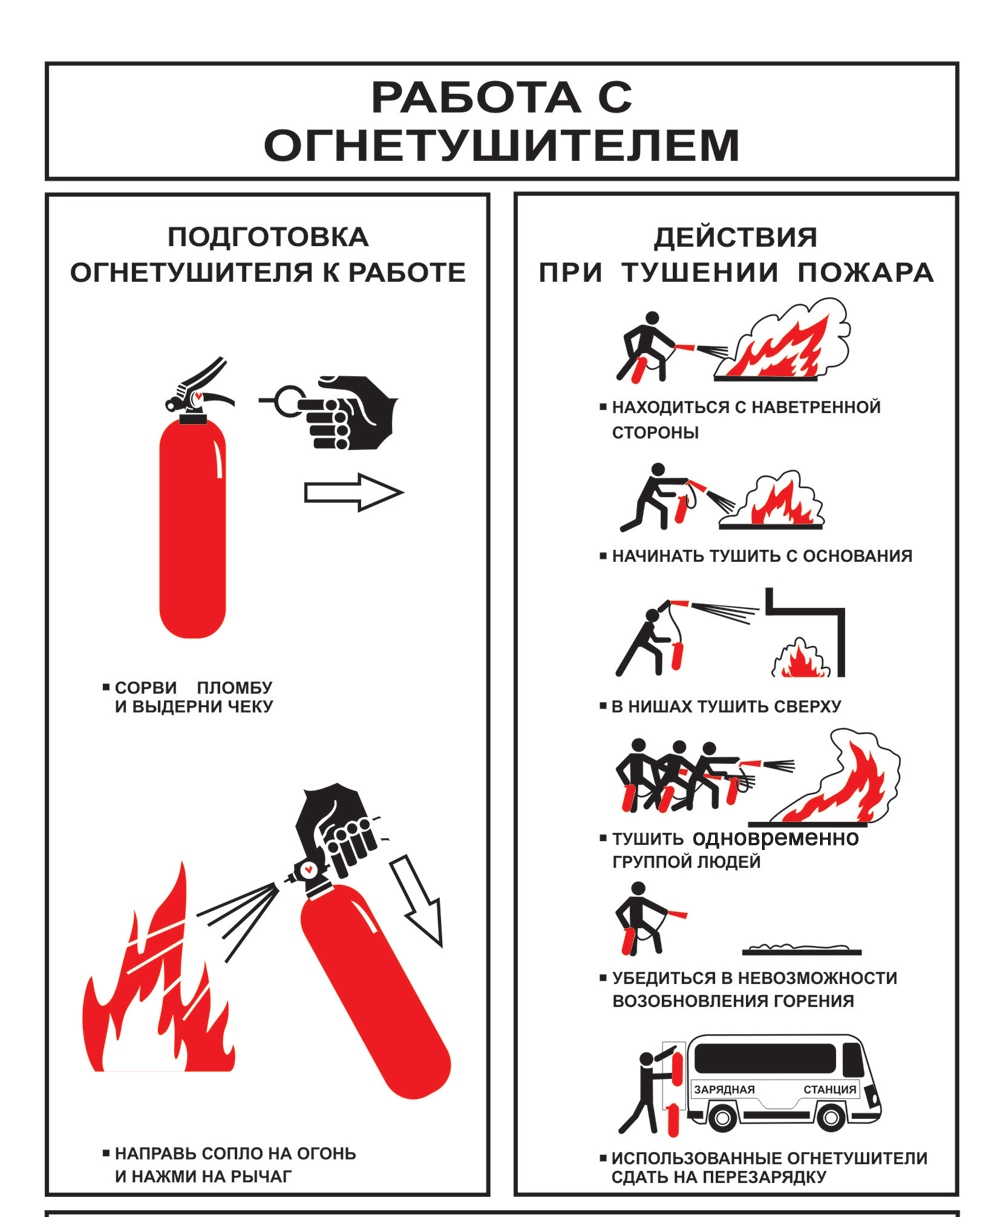 РАБОТА С
ОГНЕТУШИТЕЛЕМ
ПОДГОТОВКА
ОГНЕТУШИТЕЛЯ К РАБОТЕ
▪ СОРВИ ПЛОМБУ
И ВЫДЕРНИ ЧЕКУ
▪ НАПРАВЬ СОПЛО НА ОГОНЬ
И НАЖМИ НА РЫЧАГ
ДЕЙСТВИЯ
ПРИ ТУШЕНИИ ПОЖАРА
▪ НАХОДИТЬСЯ С НАВЕТРЕННОЙ
СТОРОНЫ
▪ НАЧИНАТЬ ТУШИТЬ С ОСНОВАНИЯ
▪ В НИШАХ ТУШИТЬ СВЕРХУ
▪ ТУШИТЬ одновременно
ГРУППОЙ ЛЮДЕЙ
▪ УБЕДИТЬСЯ В НЕВОЗМОЖНОСТИ
ВОЗОБНОВЛЕНИЯ ГОРЕНИЯ
ЗАРЯДНАЯ СТАНЦИЯ
▪ ИСПОЛЬЗОВАННЫЕ ОГНЕТУШИТЕЛИ
СДАТЬ НА ПЕРЕЗАРЯДКУ